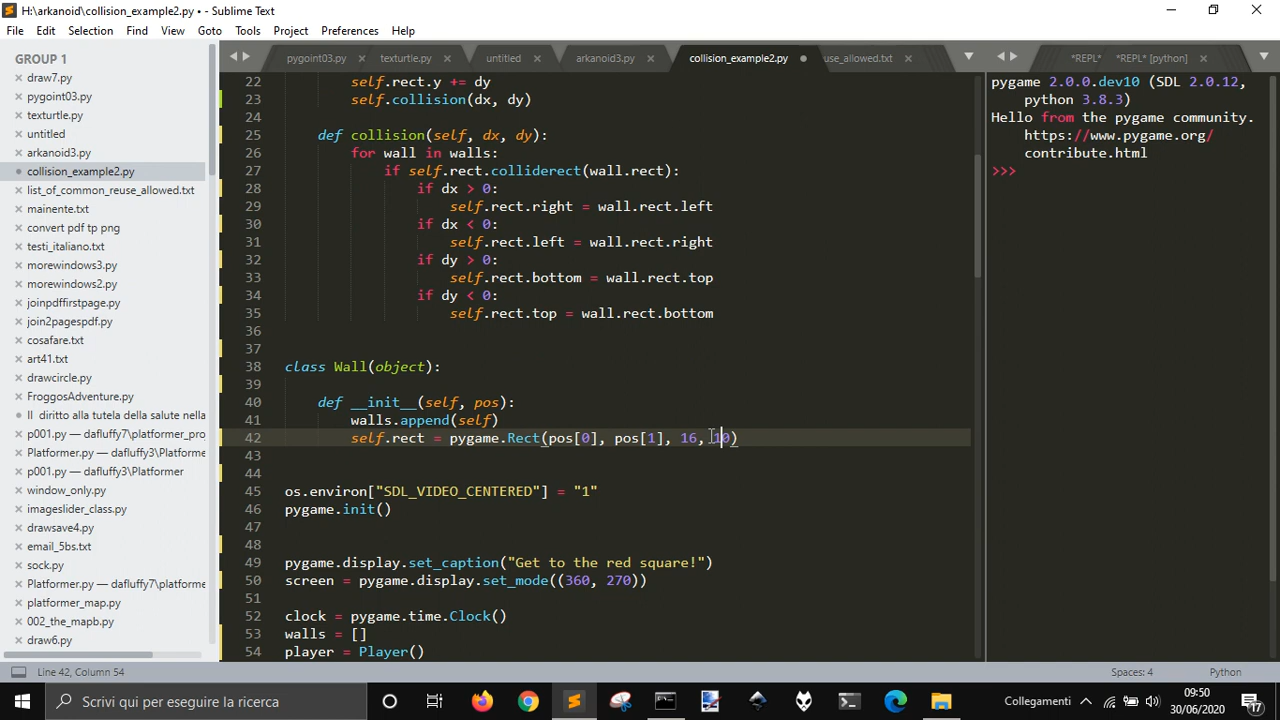 H:\arkanoid\collision_example2.py • - Sublime Text
File Edit Selection Find View Goto Tools Project Preferences Help
GROUP 1
draw7.py
pygoint03.py
texturtle.py
untitled
arkanoid3.py
collision_example2.py
list_of_common_reuse_allowed.txt
mainente.txt
convert pdf tp png
testi_italiano.txt
morewindows3.py
morewindows2.py
joinpdffirstpage.py
join2pagespdf.py
cosafare.txt
art41.txt
drawcircle.py
FroggosAdventure.py
Il diritto alla tutela della salute nella
p001.py — dafluffy7\platformer_pro
Platformer.py — dafluffy3\Platformer
p001.py — dafluffy3\Platformer
window_only.py
imageslider_class.py
drawsave4.py
email_5bs.txt
sock.py
Platformer.py — dafluffy7\platforme
platformer_map.py
002_the_mapb.py
draw6.py
pygoint03.py texturtle.py untitled arkanoid3.py collision_example2.py use_allowed.txt
22 self.rect.y += dy
23 self.collision(dx, dy)
24
25 def collision(self, dx, dy):
26 for wall in walls:
27 if self.rect.colliderect(wall.rect):
28 if dx > 0:
29 self.rect.right = wall.rect.left
30 if dx < 0:
31 self.rect.left = wall.rect.right
32 if dy > 0:
33 self.rect.bottom = wall.rect.top
34 if dy < 0:
35 self.rect.top = wall.rect.bottom
36
37
38 class Wall(object):
39
40 def __init__(self, pos):
41 walls.append(self)
42 self.rect = pygame.Rect(pos[0], pos[1], 16, 10)
43
44
45 os.environ["SDL_VIDEO_CENTERED"] = "1"
46 pygame.init()
47
48
49 pygame.display.set_caption("Get to the red square!")
50 screen = pygame.display.set_mode((360, 270))
51
52 clock = pygame.time.Clock()
53 walls = []
54 player = Player()
*REPL* *REPL* [python]
pygame 2.0.0.dev10 (SDL 2.0.12,
python 3.8.3)
Hello from the pygame community.
https://www.pygame.org/
contribute.html
>>>
Line 42, Column 54 Spaces: 4 Python
Scrivi qui per eseguire la ricerca
Collegamenti
09:50
30/06/2020
17